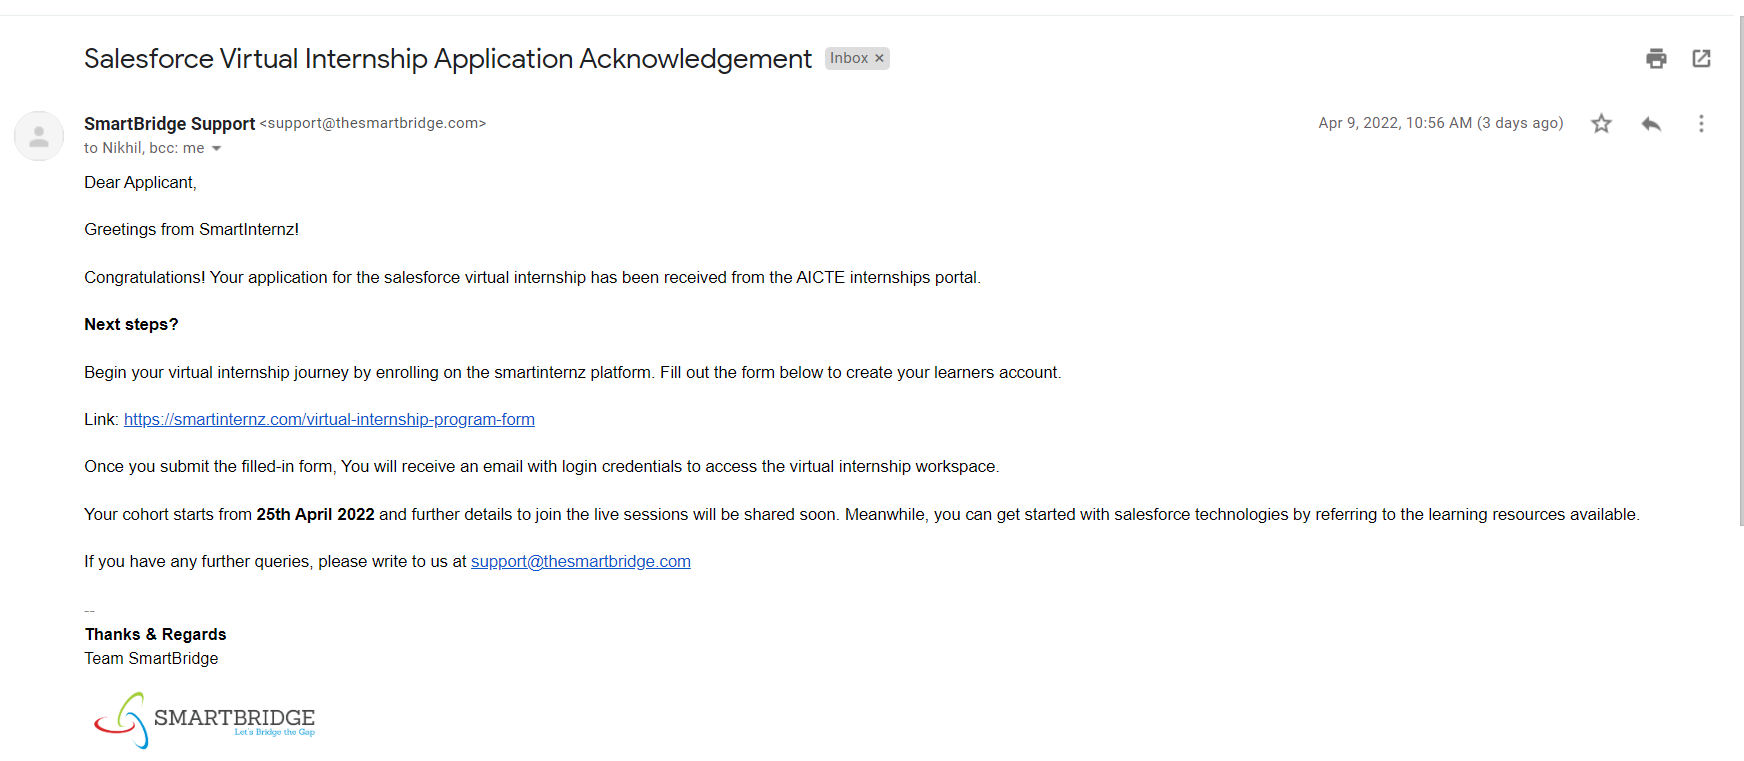 Salesforce Virtual Internship Application Acknowledgement Inbox ×
SmartBridge Support <support@thesmartbridge.com> Apr 9, 2022, 10:56 AM (3 days ago)
to Nikhil, bcc: me
Dear Applicant,
Greetings from SmartInternz!
Congratulations! Your application for the salesforce virtual internship has been received from the AICTE internships portal.
Next steps?
Begin your virtual internship journey by enrolling on the smartinternz platform. Fill out the form below to create your learners account.
Link: https://smartinternz.com/virtual-internship-program-form
Once you submit the filled-in form, You will receive an email with login credentials to access the virtual internship workspace.
Your cohort starts from 25th April 2022 and further details to join the live sessions will be shared soon. Meanwhile, you can get started with salesforce technologies by referring to the learning resources available.
If you have any further queries, please write to us at support@thesmartbridge.com
--
Thanks & Regards
Team SmartBridge
SMARTBRIDGE
Let's Bridge the Gap